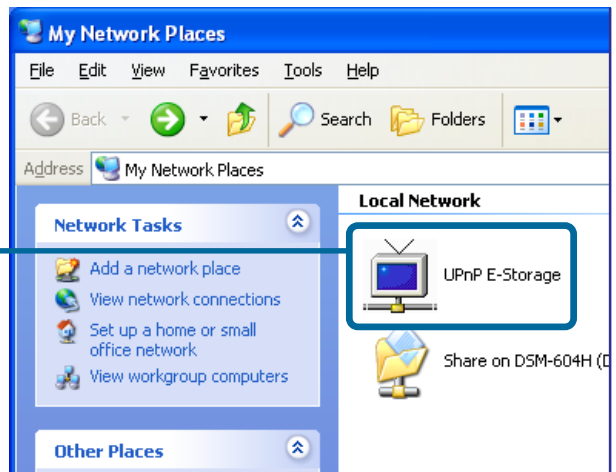 My Network Places
File Edit View Favorites Tools Help
Back Search Folders
Address My Network Places
Network Tasks
Add a network place
View network connections
Set up a home or small
office network
View workgroup computers
Other Places
Local Network
UPnP E-Storage
Share on DSM-604H (D